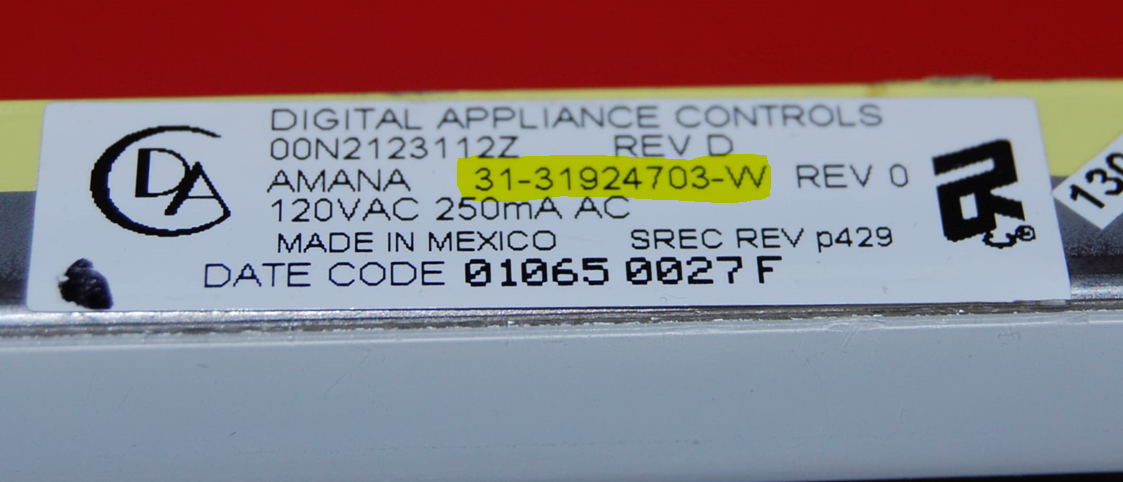 DIGITAL APPLIANCE CONTROLS
00N2123112Z REV D
AMANA 31-31924703-W REV 0
120VAC 250mA AC
MADE IN MEXICO SREC REV p429
DATE CODE 01065 0027F
DA
130